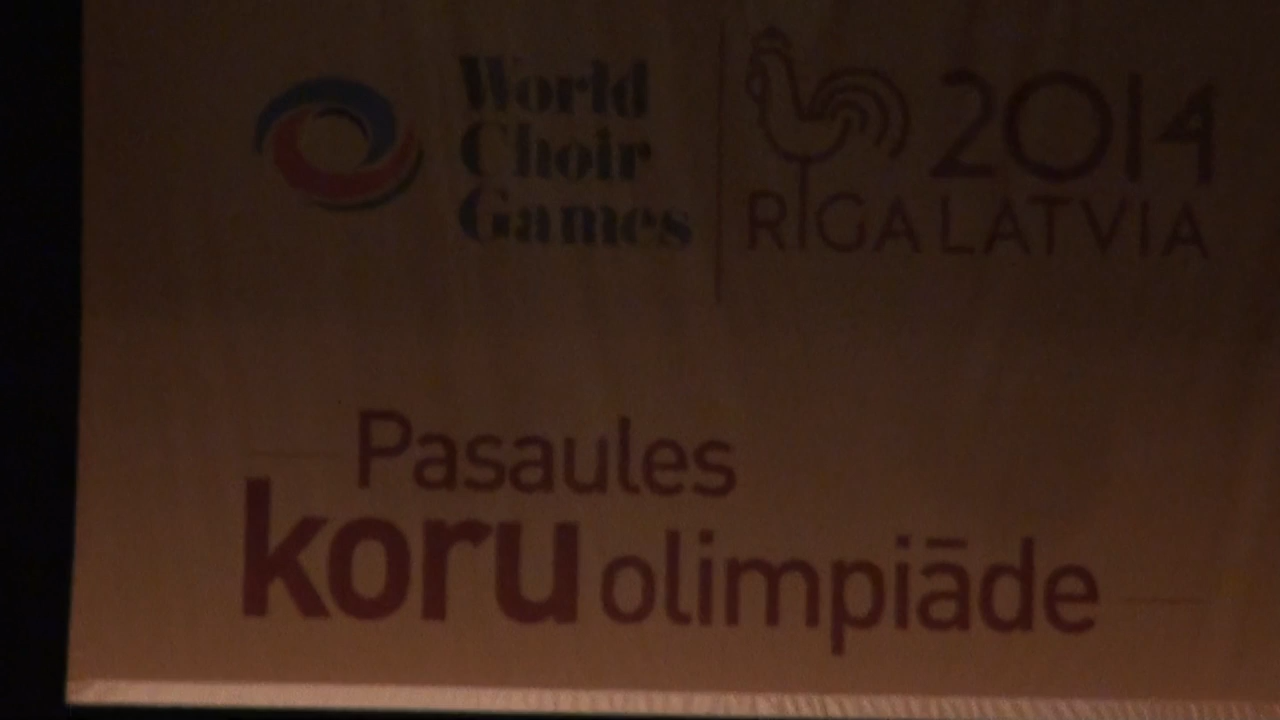 World
Choir
Games
2014
RIGA LATVIA
Pasaules
koru olimpiāde